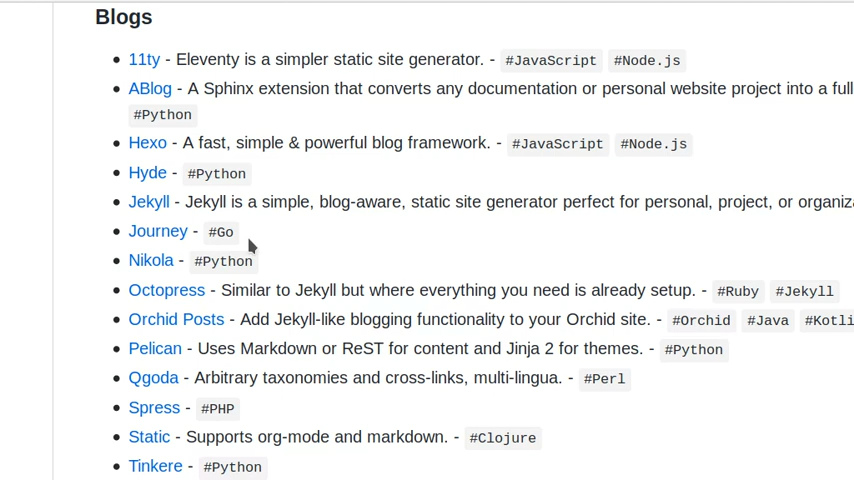 Blogs
11ty - Eleventy is a simpler static site generator. - #JavaScript #Node.js
ABlog - A Sphinx extension that converts any documentation or personal website project into a full
#Python
Hexo - A fast, simple & powerful blog framework. - #JavaScript #Node.js
Hyde - #Python
Jekyll - Jekyll is a simple, blog-aware, static site generator perfect for personal, project, or organiza
Journey - #Go
Nikola - #Python
Octopress - Similar to Jekyll but where everything you need is already setup. - #Ruby #Jekyll
Orchid Posts - Add Jekyll-like blogging functionality to your Orchid site. - #Orchid #Java #Kotli
Pelican - Uses Markdown or ReST for content and Jinja 2 for themes. - #Python
Qgoda - Arbitrary taxonomies and cross-links, multi-lingua. - #Perl
Spress - #PHP
Static - Supports org-mode and markdown. - #Clojure
Tinkere - #Python